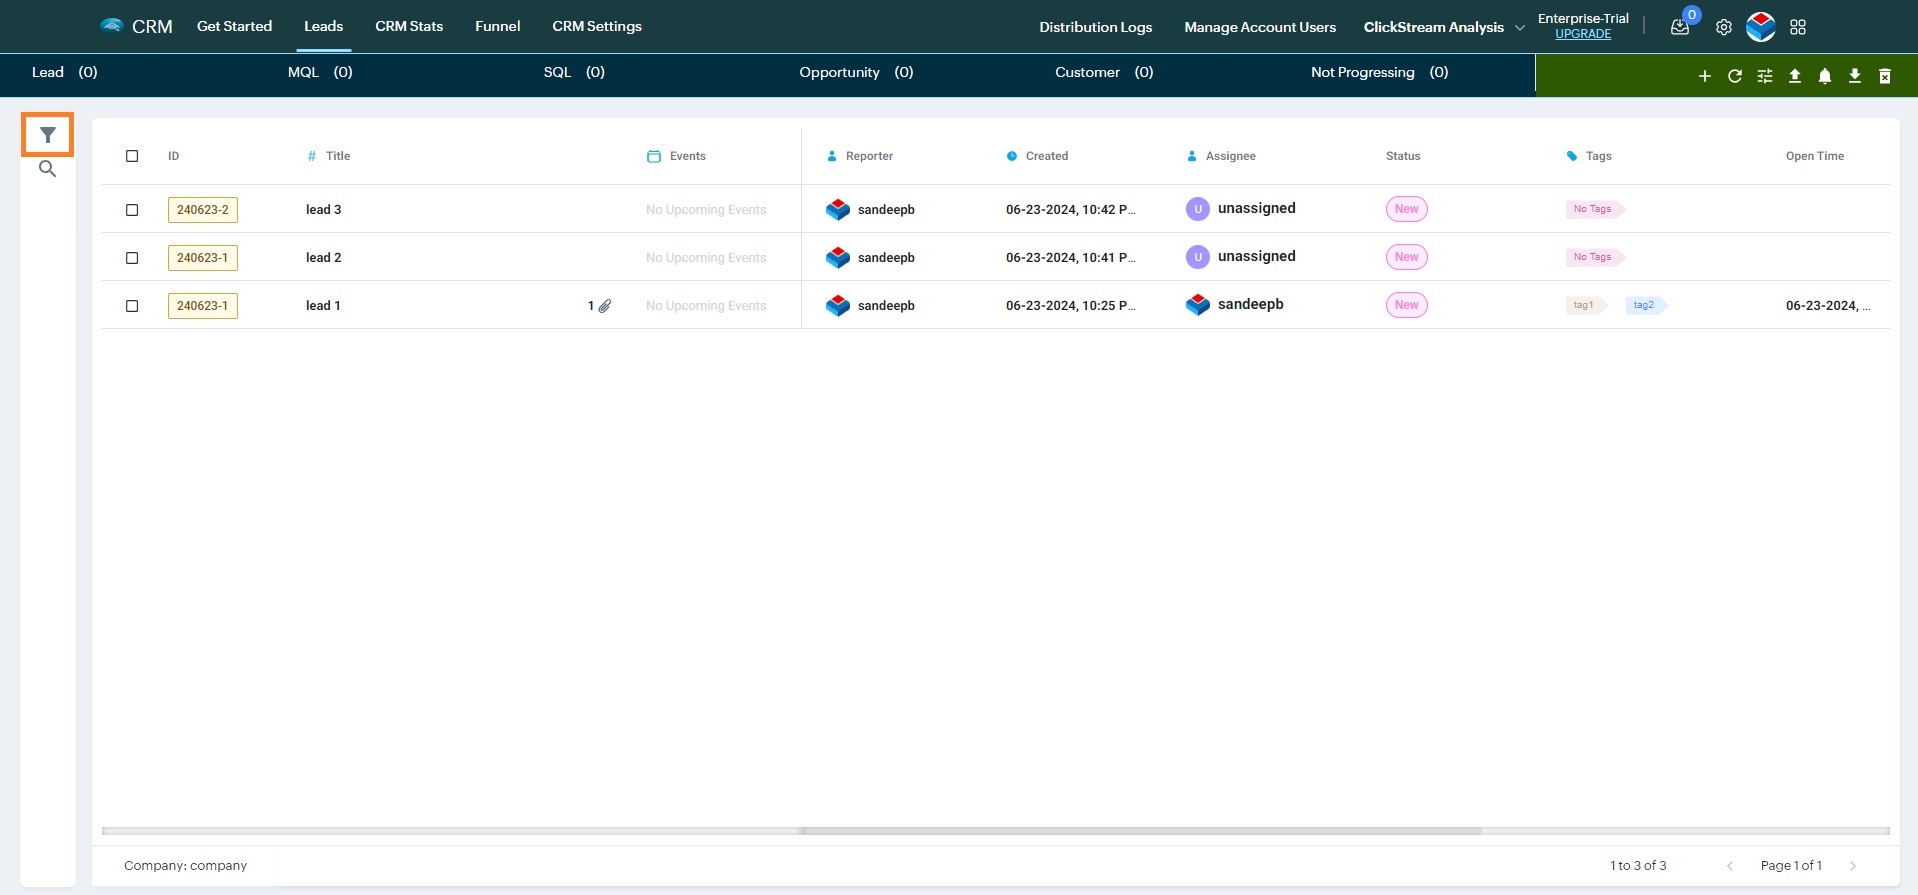 CRM Get Started Leads CRM Stats Funnel CRM Settings Distribution Logs Manage Account Users ClickStream Analysis Enterprise-Trial 0
UPGRADE
Lead (0) MQL (0) SQL (0) Opportunity (0) Customer (0) Not Progressing (0)
ID # Title Events Reporter Created Assignee Status Tags Open Time
240623-2 lead 3 No Upcoming Events sandeepb 06-23-2024, 10:42 P... U unassigned New No Tags
240623-1 lead 2 No Upcoming Events sandeepb 06-23-2024, 10:41 P... U unassigned New No Tags
240623-1 lead 1 1 No Upcoming Events sandeepb 06-23-2024, 10:25 P... sandeepb New tag1 tag2 06-23-2024, ...
Company: company 1 to 3 of 3 Page 1 of 1